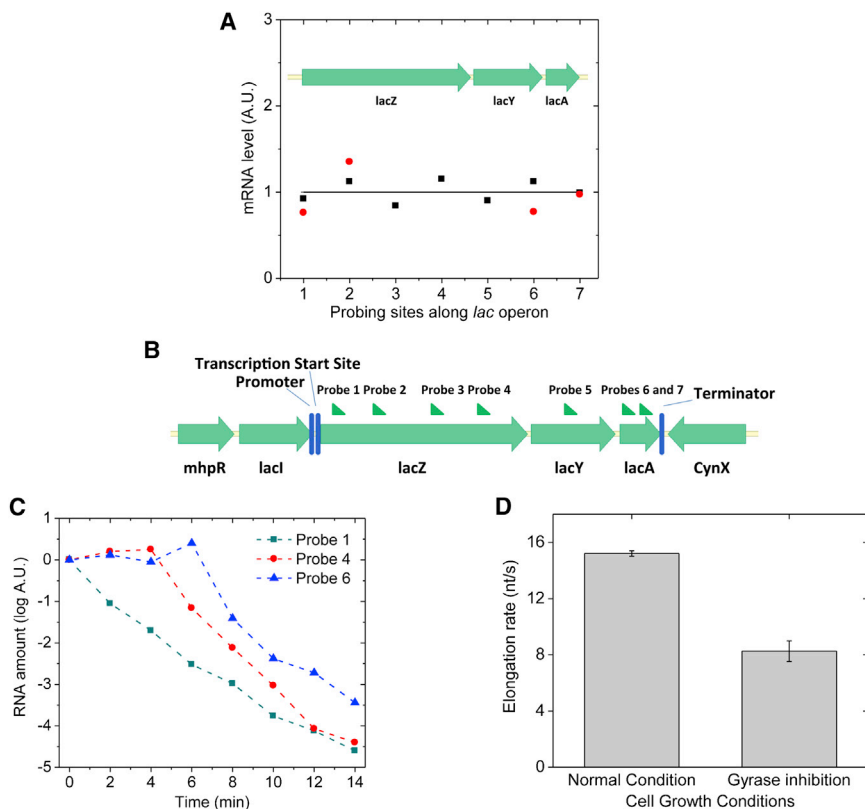 A
3
2
1
0
mRNA level (A.U.)
lacZ
lacY
lacA
1 2 3 4 5 6 7
Probing sites along lac operon
B
Transcription Start Site
Promoter
Probe 1
Probe 2
Probe 3
Probe 4
Probe 5
Probes 6 and 7
Terminator
mhpR
lacI
lacZ
lacY
lacA
CynX
C
1
0
-1
-2
-3
-4
-5
RNA amount (log A.U.)
Probe 1
Probe 4
Probe 6
0 2 4 6 8 10 12 14
Time (min)
D
16
12
8
4
0
Elongation rate (nt/s)
Normal Condition
Gyrase inhibition
Cell Growth Conditions